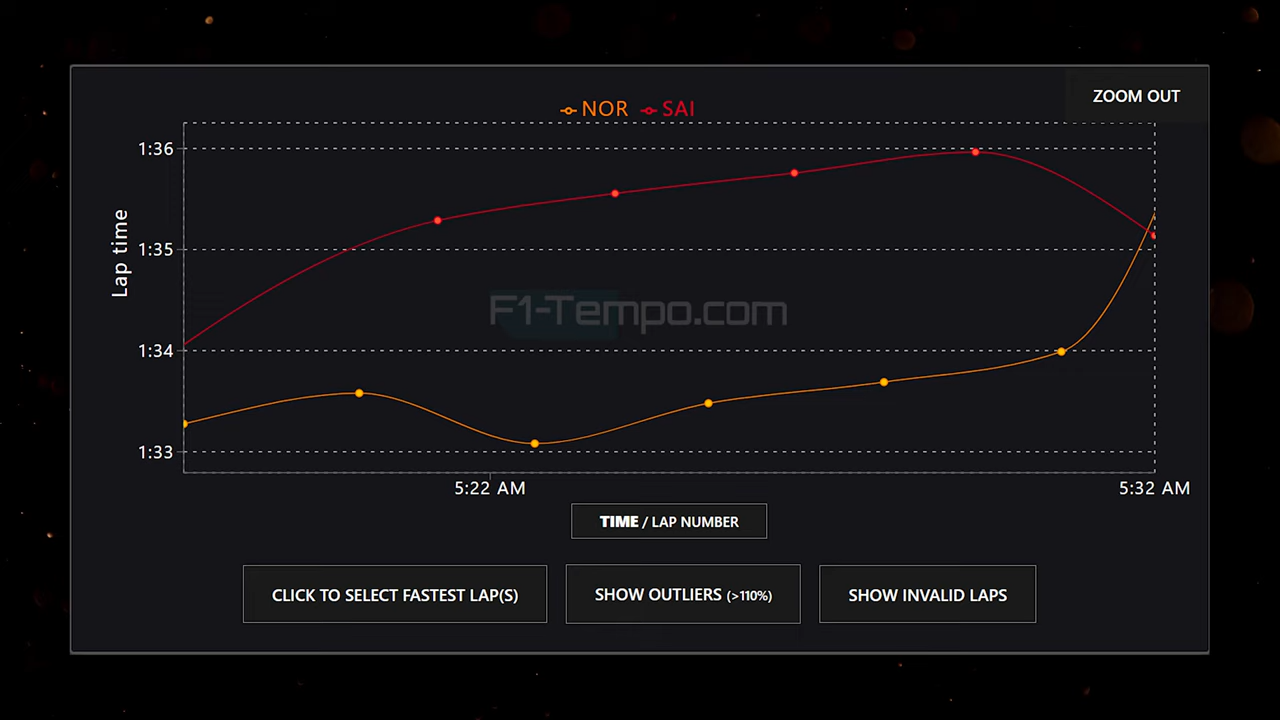 ZOOM OUT
NOR SAI
1:36
1:35
1:34
1:33
Lap time
F1-Tempo.com
5:22 AM 5:32 AM
TIME / LAP NUMBER
CLICK TO SELECT FASTEST LAP(S) SHOW OUTLIERS (>110%) SHOW INVALID LAPS